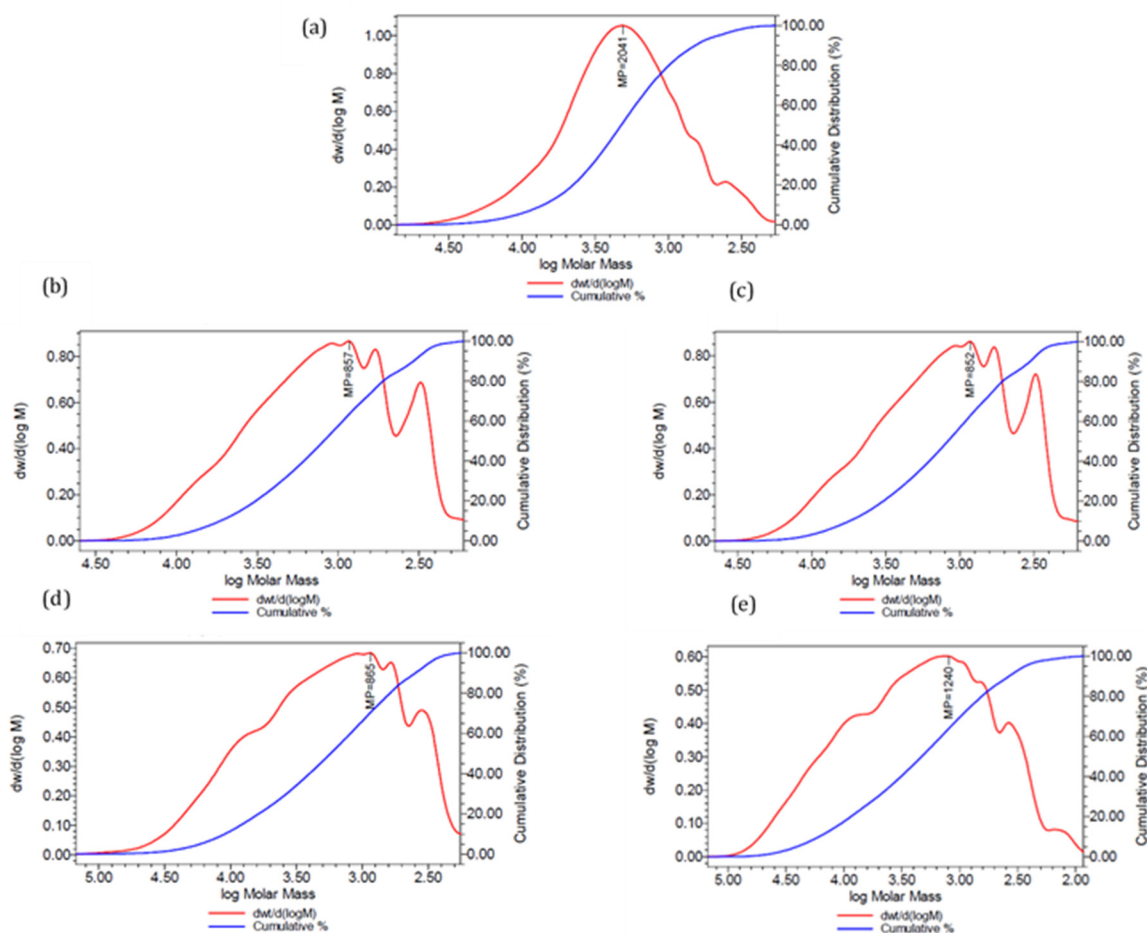 (a)
1.00
0.80
0.60
0.40
0.20
0.00
dw/d(log M)
MP=2041
100.00
80.00
60.00
40.00
20.00
0.00
Cumulative Distribution (%)
4.50 4.00 3.50 3.00 2.50
log Molar Mass
dwt/d(logM)
Cumulative %
(b)
0.80
0.60
0.40
0.20
0.00
dw/d(log M)
MP=857
100.00
80.00
60.00
40.00
20.00
0.00
Cumulative Distribution (%)
4.50 4.00 3.50 3.00 2.50
log Molar Mass
dwt/d(logM)
Cumulative %
(c)
0.80
0.60
0.40
0.20
0.00
dw/d(log M)
MP=852
100.00
80.00
60.00
40.00
20.00
0.00
Cumulative Distribution (%)
4.50 4.00 3.50 3.00 2.50
log Molar Mass
dwt/d(logM)
Cumulative %
(d)
0.70
0.60
0.50
0.40
0.30
0.20
0.10
0.00
dw/d(log M)
MP=865
100.00
80.00
60.00
40.00
20.00
0.00
Cumulative Distribution (%)
5.00 4.50 4.00 3.50 3.00 2.50
log Molar Mass
dwt/d(logM)
Cumulative %
(e)
0.60
0.50
0.40
0.30
0.20
0.10
0.00
dw/d(log M)
MP=1240
100.00
80.00
60.00
40.00
20.00
0.00
Cumulative Distribution (%)
5.00 4.50 4.00 3.50 3.00 2.50 2.00
log Molar Mass
dwt/d(logM)
Cumulative %